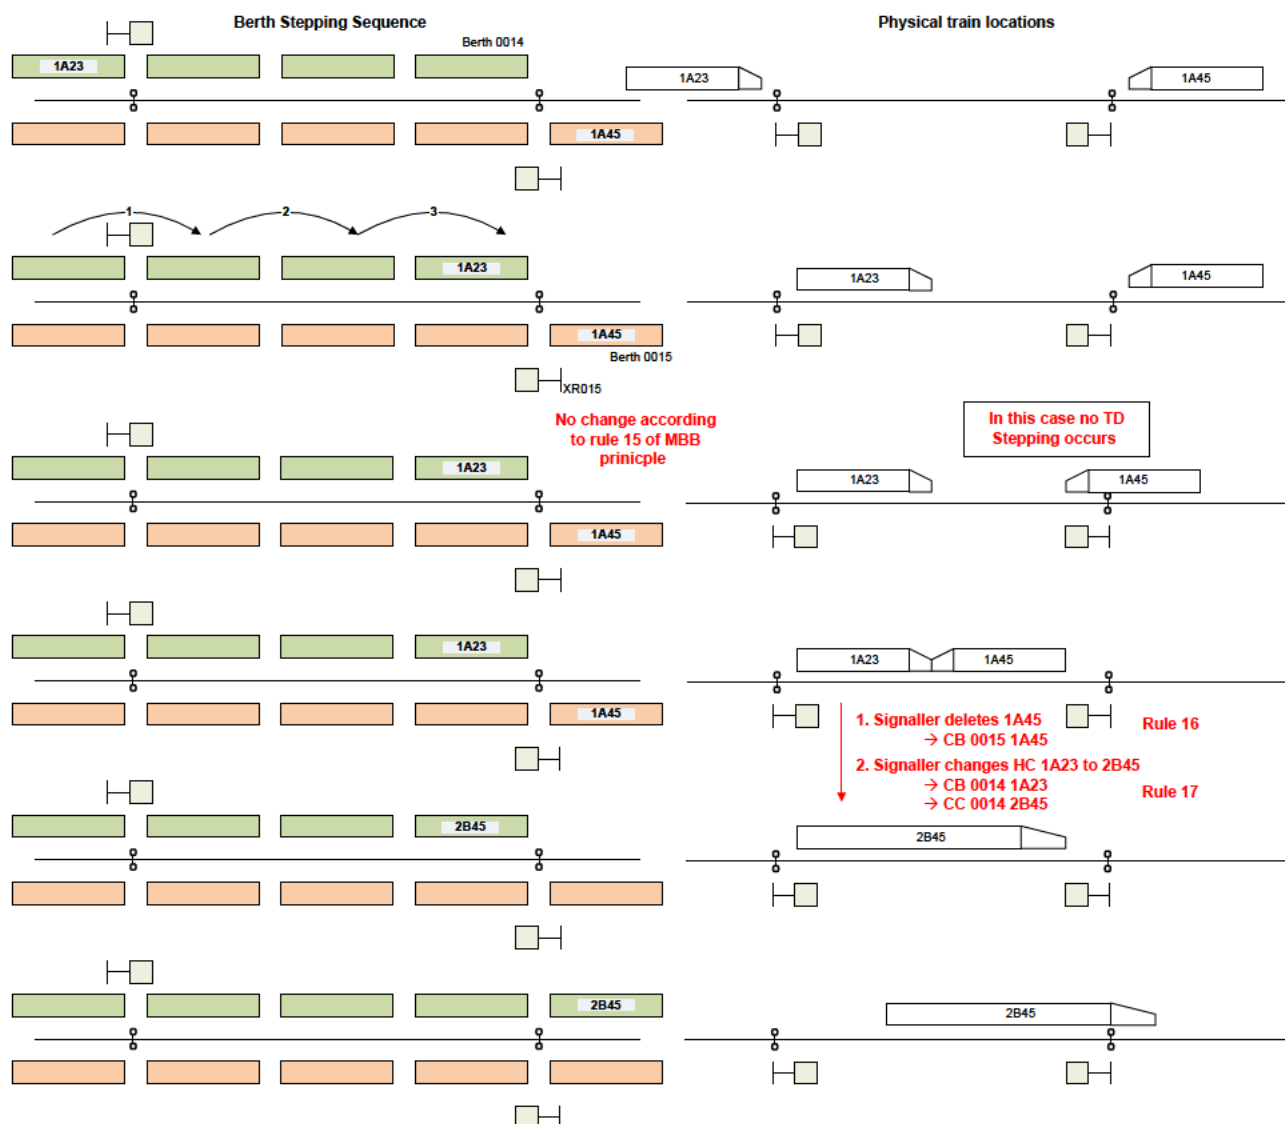 Berth Stepping Sequence
Physical train locations
Berth 0014
1A23
1A23
1A45
1A45
1
2
3
1A23
1A23
1A45
1A45
Berth 0015
XR015
No change according
to rule 15 of MBB
prinicple
In this case no TD
Stepping occurs
1A23
1A23
1A45
1A45
1A23
1A23
1A45
1A45
1. Signaller deletes 1A45
→ CB 0015 1A45
Rule 16
2. Signaller changes HC 1A23 to 2B45
→ CB 0014 1A23
→ CC 0014 2B45
Rule 17
2B45
2B45
2B45
2B45